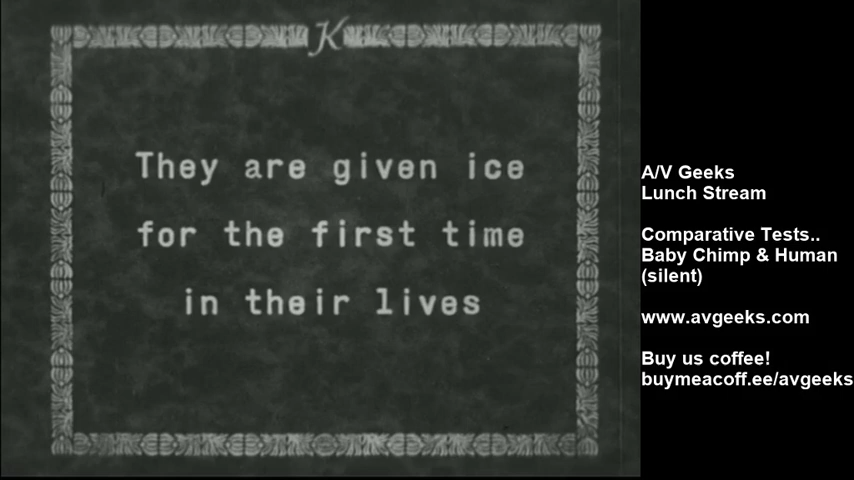 K
They are given ice
for the first time
in their lives
A/V Geeks
Lunch Stream
Comparative Tests..
Baby Chimp & Human
(silent)
www.avgeeks.com
Buy us coffee!
buymeacoff.ee/avgeeks